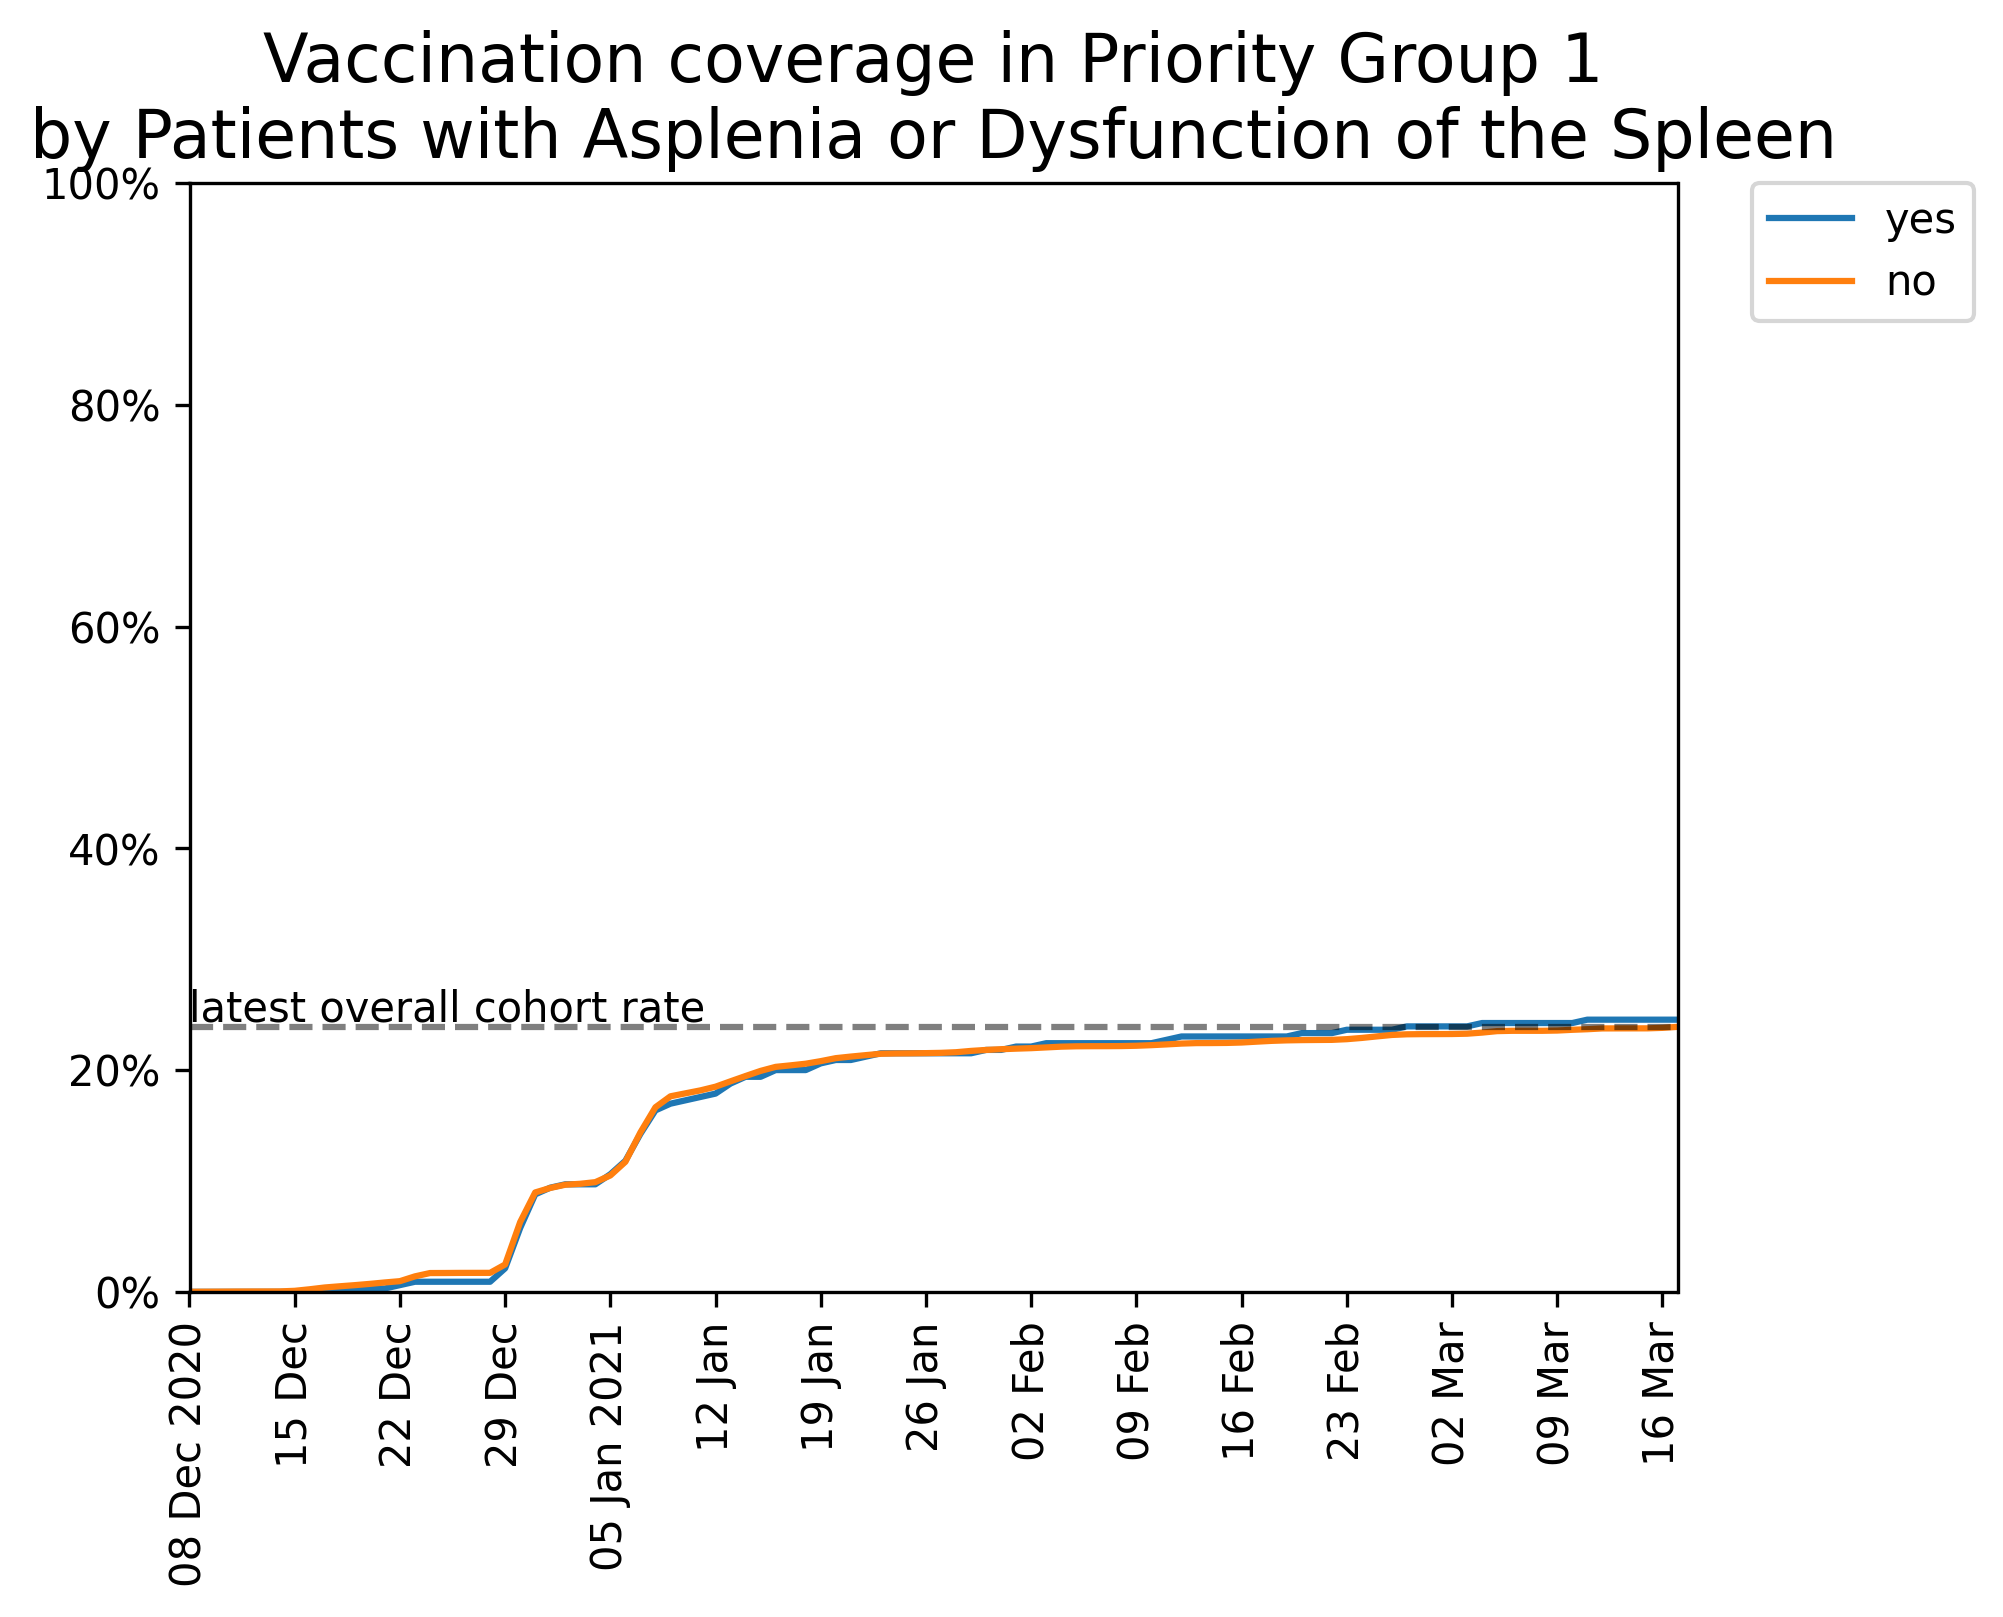 Vaccination coverage in Priority Group 1
by Patients with Asplenia or Dysfunction of the Spleen
100%
80%
60%
40%
20%
0%
latest overall cohort rate
yes
no
08 Dec 2020
15 Dec
22 Dec
29 Dec
05 Jan 2021
12 Jan
19 Jan
26 Jan
02 Feb
09 Feb
16 Feb
23 Feb
02 Mar
09 Mar
16 Mar